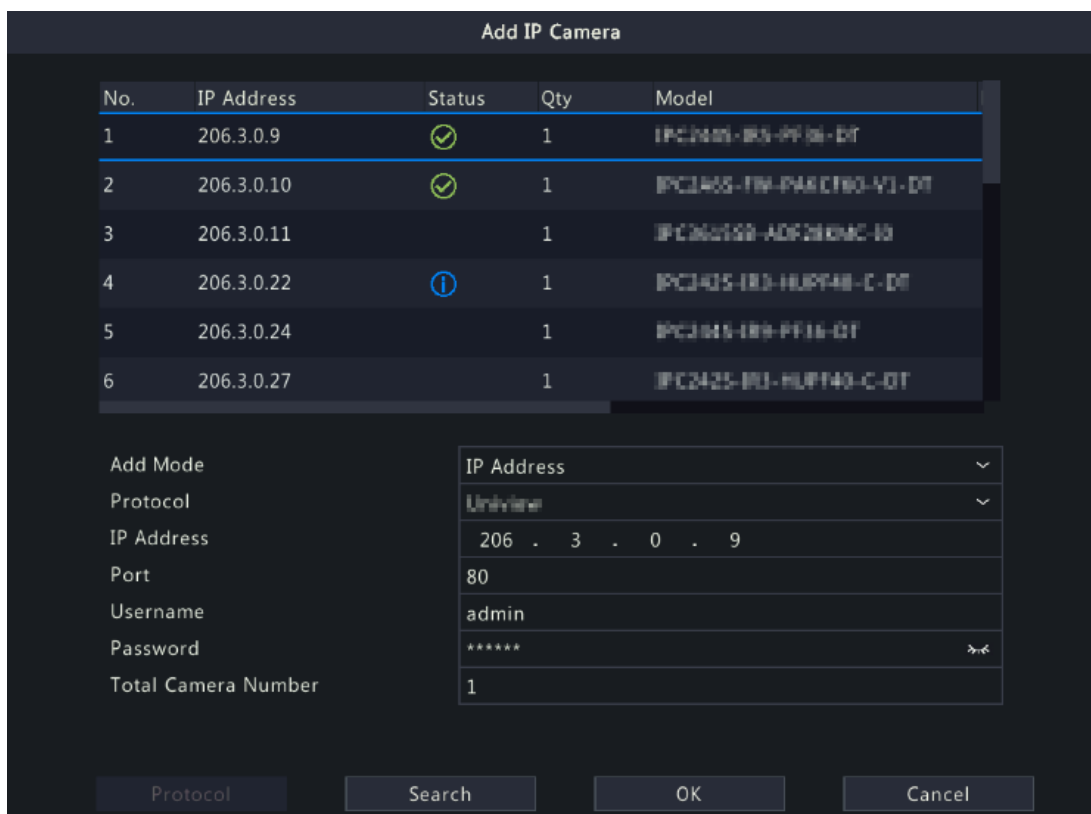 Add IP Camera
No. IP Address Status Qty Model
1 206.3.0.9 1
2 206.3.0.10 1
3 206.3.0.11 1
4 206.3.0.22 1
5 206.3.0.24 1
6 206.3.0.27 1
Add Mode IP Address
Protocol
IP Address 206 . 3 . 0 . 9
Port 80
Username admin
Password ******
Total Camera Number 1
Protocol Search OK Cancel